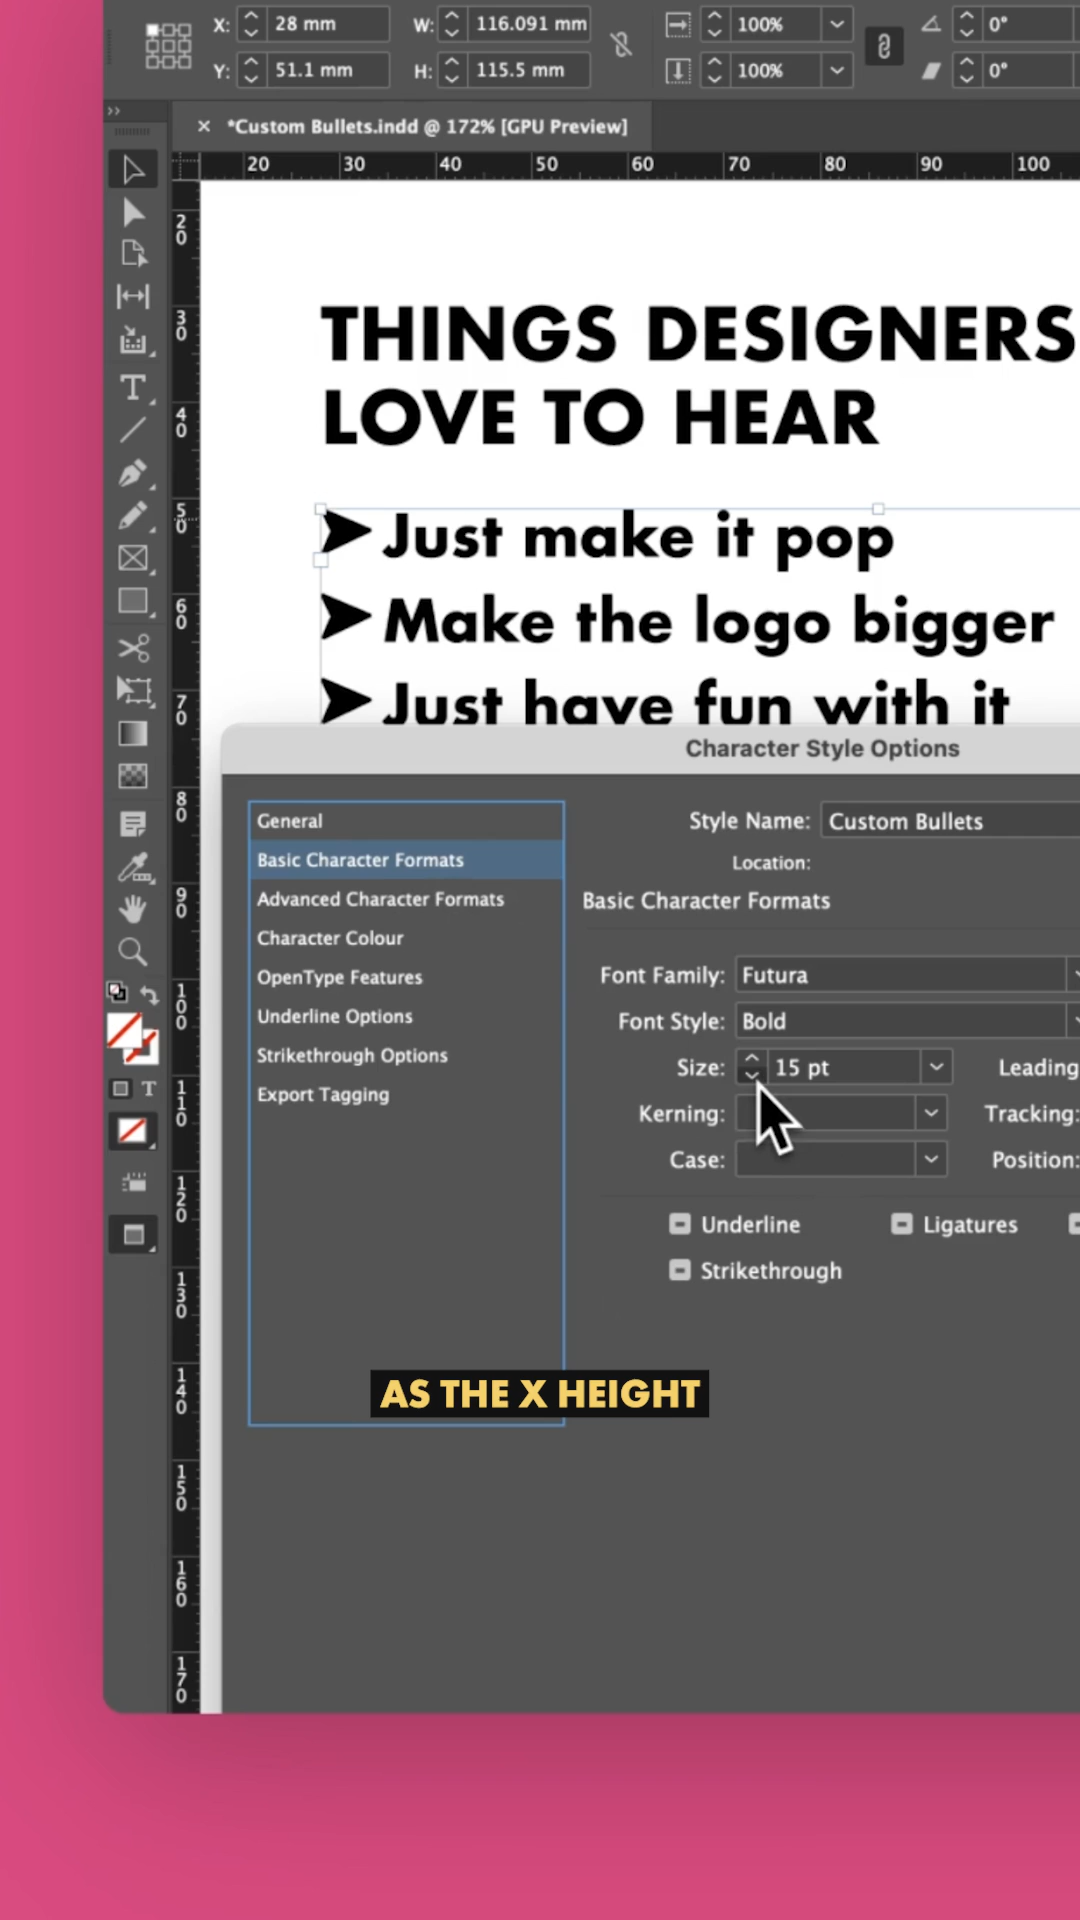 X: 28 mm W: 116.091 mm 100% 0°
Y: 51.1 mm H: 115.5 mm 100% 0°
*Custom Bullets.indd @ 172% [GPU Preview]
20 30 40 50 60 70 80 90 100
20
30
40
50
60
70
80
90
100
110
120
130
140
150
160
170
THINGS DESIGNERS
LOVE TO HEAR
➤ Just make it pop
➤ Make the logo bigger
➤ Just have fun with it
Character Style Options
General
Basic Character Formats
Advanced Character Formats
Character Colour
OpenType Features
Underline Options
Strikethrough Options
Export Tagging
Style Name: Custom Bullets
Location:
Basic Character Formats
Font Family: Futura
Font Style: Bold
Size: 15 pt Leading
Kerning: Tracking:
Case: Position:
Underline Ligatures
Strikethrough
AS THE X HEIGHT